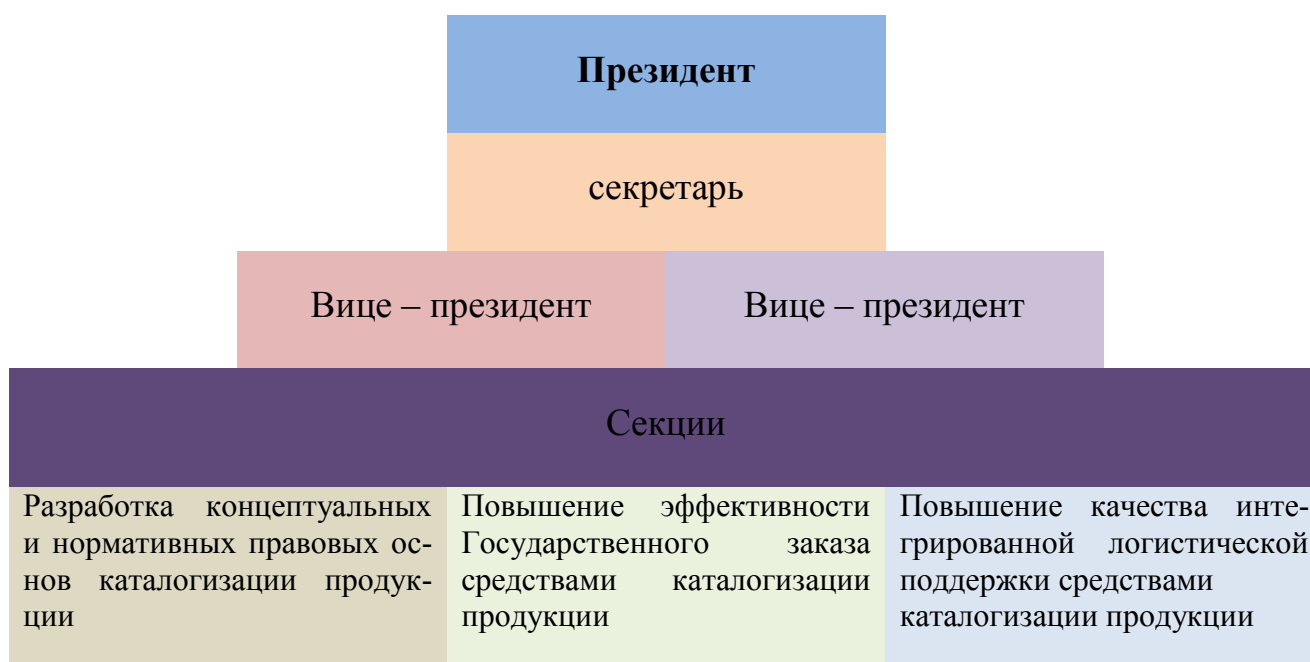 Президент
секретарь
Вице – президент
Вице – президент
Секции
Разработка концептуальных
и нормативных правовых ос-
нов каталогизации продук-
ции
Повышение эффективности
Государственного заказа
средствами каталогизации
продукции
Повышение качества инте-
грированной логистической
поддержки средствами
каталогизации продукции